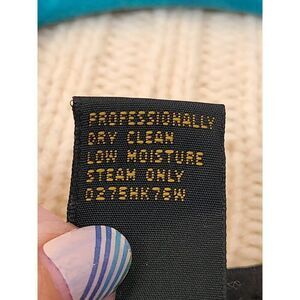 PROFESSIONALLY
DRY CLEAN
LOW MOISTURE
STEAM ONLY
0275HK76W